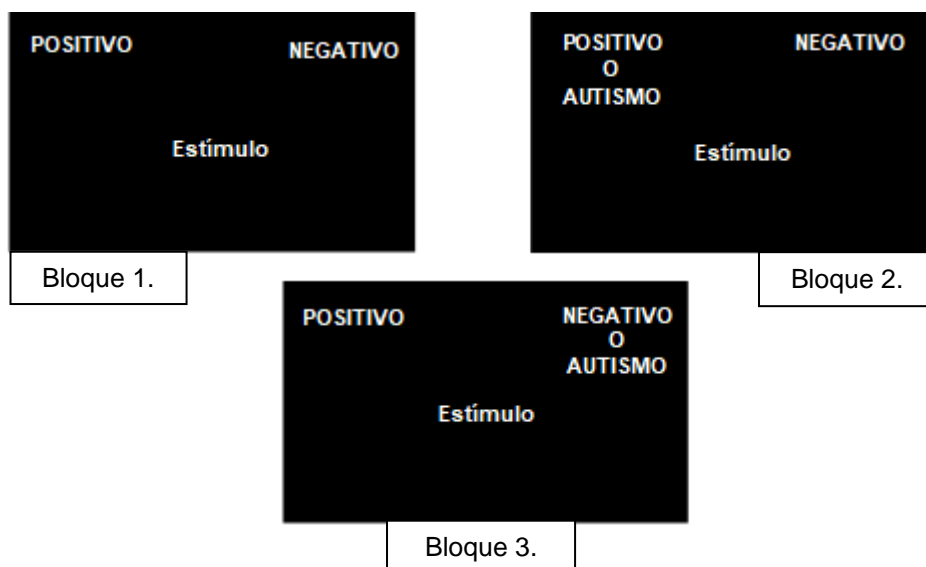 POSITIVO
NEGATIVO
Estímulo
Bloque 1.
POSITIVO
O
AUTISMO
NEGATIVO
Estímulo
Bloque 2.
POSITIVO
NEGATIVO
O
AUTISMO
Estímulo
Bloque 3.